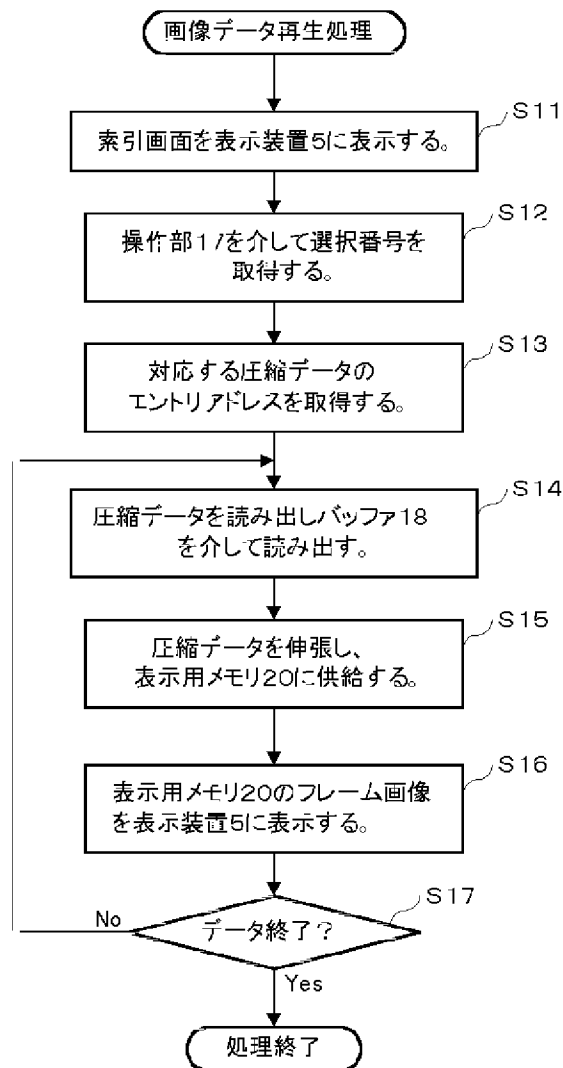 画像データ再生処理
S11
索引画面を表示装置5に表示する。
S12
操作部17を介して選択番号を
取得する。
S13
対応する圧縮データの
エントリアドレスを取得する。
S14
圧縮データを読み出しバッファ18
を介して読み出す。
S15
圧縮データを伸張し、
表示用メモリ20に供給する。
S16
表示用メモリ20のフレーム画像
を表示装置5に表示する。
S17
No
データ終了？
Yes
処理終了